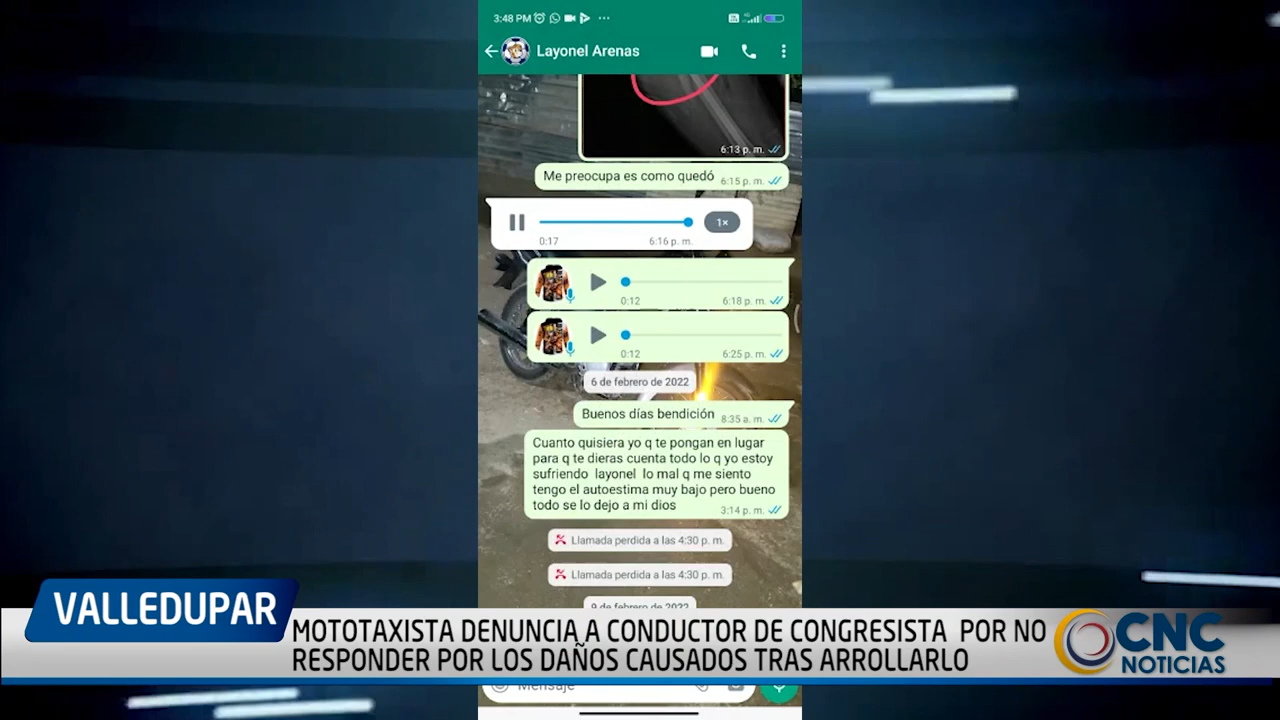 3:48 PM
Layonel Arenas
6:13 p. m.
Me preocupa es como quedó 6:15 p. m.
1×
0:17 6:16 p. m.
0:12 6:18 p. m.
0:12 6:25 p. m.
6 de febrero de 2022
Buenos días bendición 8:35 a. m.
Cuanto quisiera yo q te pongan en lugar
para q te dieras cuenta todo lo q yo estoy
sufriendo layonel lo mal q me siento
tengo el autoestima muy bajo pero bueno
todo se lo dejo a mi dios 3:14 p. m.
Llamada perdida a las 4:30 p. m.
Llamada perdida a las 4:30 p. m.
9 de febrero de 2022
VALLEDUPAR
MOTOTAXISTA DENUNCIA A CONDUCTOR DE CONGRESISTA POR NO
RESPONDER POR LOS DAÑOS CAUSADOS TRAS ARROLLARLO
CNC
NOTICIAS
Mensaje